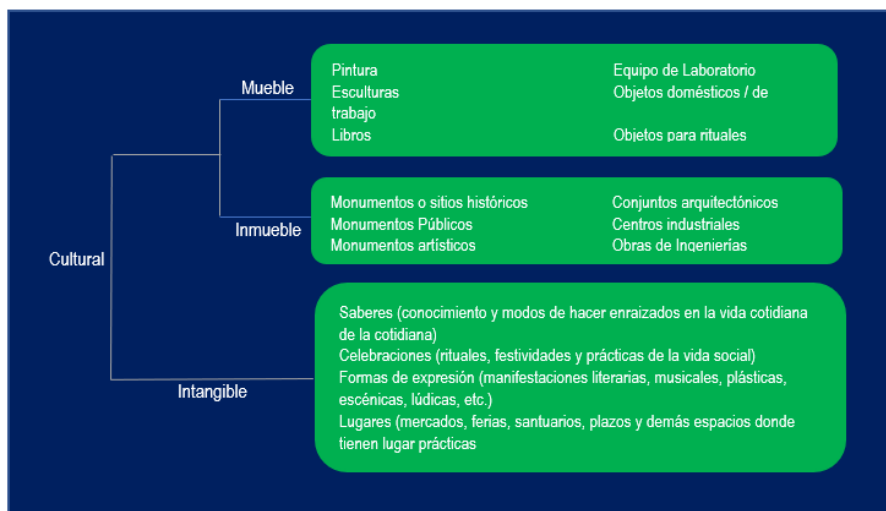 Mueble
Pintura Equipo de Laboratorio
Esculturas Objetos domésticos / de
trabajo
Libros Objetos para rituales
Inmueble
Monumentos o sitios históricos Conjuntos arquitectónicos
Monumentos Públicos Centros industriales
Monumentos artísticos Obras de Ingenierías
Cultural
Intangible
Saberes (conocimiento y modos de hacer enraizados en la vida cotidiana
de la cotidiana)
Celebraciones (rituales, festividades y prácticas de la vida social)
Formas de expresión (manifestaciones literarias, musicales, plásticas,
escénicas, lúdicas, etc.)
Lugares (mercados, ferias, santuarios, plazos y demás espacios donde
tienen lugar prácticas